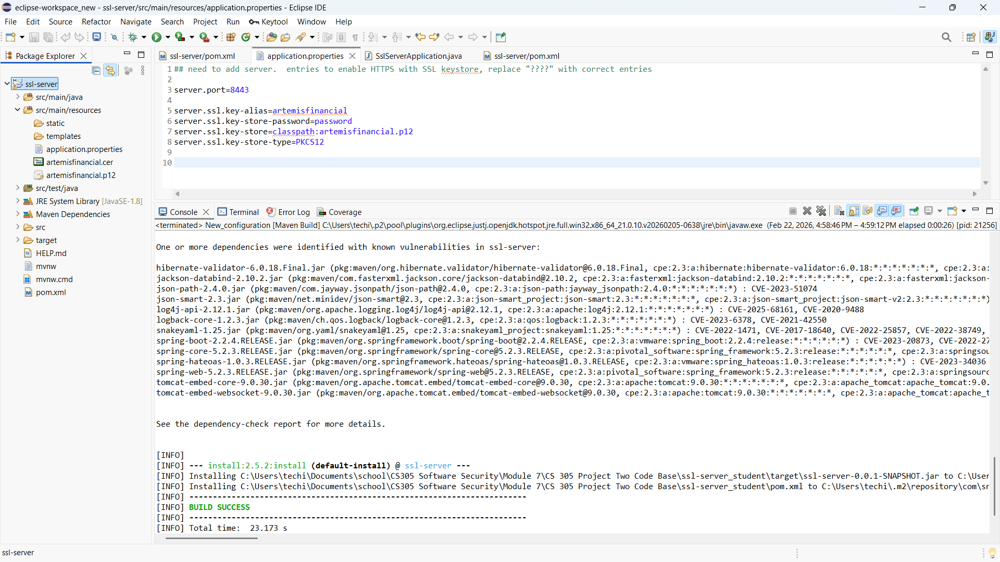 eclipse-workspace_new - ssl-server/src/main/resources/application.properties - Eclipse IDE
File Edit Source Refactor Navigate Search Project Run Keytool Window Help
Package Explorer
ssl-server
src/main/java
src/main/resources
static
templates
application.properties
artemisfinancial.cer
artemisfinancial.p12
src/test/java
JRE System Library [JavaSE-1.8]
Maven Dependencies
src
target
HELP.md
mvnw
mvnw.cmd
pom.xml
ssl-server/pom.xml application.properties SslServerApplication.java ssl-server/pom.xml
1 ## need to add server.  entries to enable HTTPS with SSL keystore, replace "????" with correct entries
2
3 server.port=8443
4
5 server.ssl.key-alias=artemisfinancial
6 server.ssl.key-store-password=password
7 server.ssl.key-store=classpath:artemisfinancial.p12
8 server.ssl.key-store-type=PKCS12
9
10
Console Terminal Error Log Coverage
<terminated> New_configuration [Maven Build] C:\Users\techi\.p2\pool\plugins\org.eclipse.justj.openjdk.hotspot.jre.full.win32.x86_64_21.0.10.v20260205-0638\jre\bin\javaw.exe (Feb 22, 2026, 4:58:46 PM – 4:59:12 PM elapsed 0:00:26) [pid: 21256]
One or more dependencies were identified with known vulnerabilities in ssl-server:
hibernate-validator-6.0.18.Final.jar (pkg:maven/org.hibernate.validator/hibernate-validator@6.0.18.Final, cpe:2.3:a:hibernate:hibernate-validator:6.0.18:*:*:*:*:*:*:*, cpe:2.3:a:
jackson-databind-2.10.2.jar (pkg:maven/com.fasterxml.jackson.core/jackson-databind@2.10.2, cpe:2.3:a:fasterxml:jackson-databind:2.10.2:*:*:*:*:*:*:*, cpe:2.3:a:fasterxml:jackson-
json-path-2.4.0.jar (pkg:maven/com.jayway.jsonpath/json-path@2.4.0, cpe:2.3:a:json-path:jayway_jsonpath:2.4.0:*:*:*:*:*:*:*) : CVE-2023-51074
json-smart-2.3.jar (pkg:maven/net.minidev/json-smart@2.3, cpe:2.3:a:json-smart_project:json-smart:2.3:*:*:*:*:*:*:*, cpe:2.3:a:json-smart_project:json-smart-v2:2.3:*:*:*:*:*:*:*)
log4j-api-2.12.1.jar (pkg:maven/org.apache.logging.log4j/log4j-api@2.12.1, cpe:2.3:a:apache:log4j:2.12.1:*:*:*:*:*:*:*) : CVE-2025-68161, CVE-2020-9488
logback-core-1.2.3.jar (pkg:maven/ch.qos.logback/logback-core@1.2.3, cpe:2.3:a:qos:logback:1.2.3:*:*:*:*:*:*:*) : CVE-2023-6378, CVE-2021-42550
snakeyaml-1.25.jar (pkg:maven/org.yaml/snakeyaml@1.25, cpe:2.3:a:snakeyaml_project:snakeyaml:1.25:*:*:*:*:*:*:*) : CVE-2022-1471, CVE-2017-18640, CVE-2022-25857, CVE-2022-38749,
spring-boot-2.2.4.RELEASE.jar (pkg:maven/org.springframework.boot/spring-boot@2.2.4.RELEASE, cpe:2.3:a:vmware:spring_boot:2.2.4:release:*:*:*:*:*:*) : CVE-2023-20873, CVE-2022-27
spring-core-5.2.3.RELEASE.jar (pkg:maven/org.springframework/spring-core@5.2.3.RELEASE, cpe:2.3:a:pivotal_software:spring_framework:5.2.3:release:*:*:*:*:*:*, cpe:2.3:a:springsou
spring-hateoas-1.0.3.RELEASE.jar (pkg:maven/org.springframework.hateoas/spring-hateoas@1.0.3.RELEASE, cpe:2.3:a:vmware:spring_hateoas:1.0.3:release:*:*:*:*:*:*) : CVE-2023-34036
spring-web-5.2.3.RELEASE.jar (pkg:maven/org.springframework/spring-web@5.2.3.RELEASE, cpe:2.3:a:pivotal_software:spring_framework:5.2.3:release:*:*:*:*:*:*, cpe:2.3:a:springsourc
tomcat-embed-core-9.0.30.jar (pkg:maven/org.apache.tomcat.embed/tomcat-embed-core@9.0.30, cpe:2.3:a:apache:tomcat:9.0.30:*:*:*:*:*:*:*, cpe:2.3:a:apache_tomcat:apache_tomcat:9.0.
tomcat-embed-websocket-9.0.30.jar (pkg:maven/org.apache.tomcat.embed/tomcat-embed-websocket@9.0.30, cpe:2.3:a:apache:tomcat:9.0.30:*:*:*:*:*:*:*, cpe:2.3:a:apache_tomcat:apache_t
See the dependency-check report for more details.
[INFO]
[INFO] --- install:2.5.2:install (default-install) @ ssl-server ---
[INFO] Installing C:\Users\techi\Documents\school\CS305 Software Security\Module 7\CS 305 Project Two Code Base\ssl-server_student\target\ssl-server-0.0.1-SNAPSHOT.jar to C:\User
[INFO] Installing C:\Users\techi\Documents\school\CS305 Software Security\Module 7\CS 305 Project Two Code Base\ssl-server_student\pom.xml to C:\Users\techi\.m2\repository\com\sn
[INFO] ------------------------------------------------------------------------
[INFO] BUILD SUCCESS
[INFO] ------------------------------------------------------------------------
[INFO] Total time:  23.173 s
ssl-server